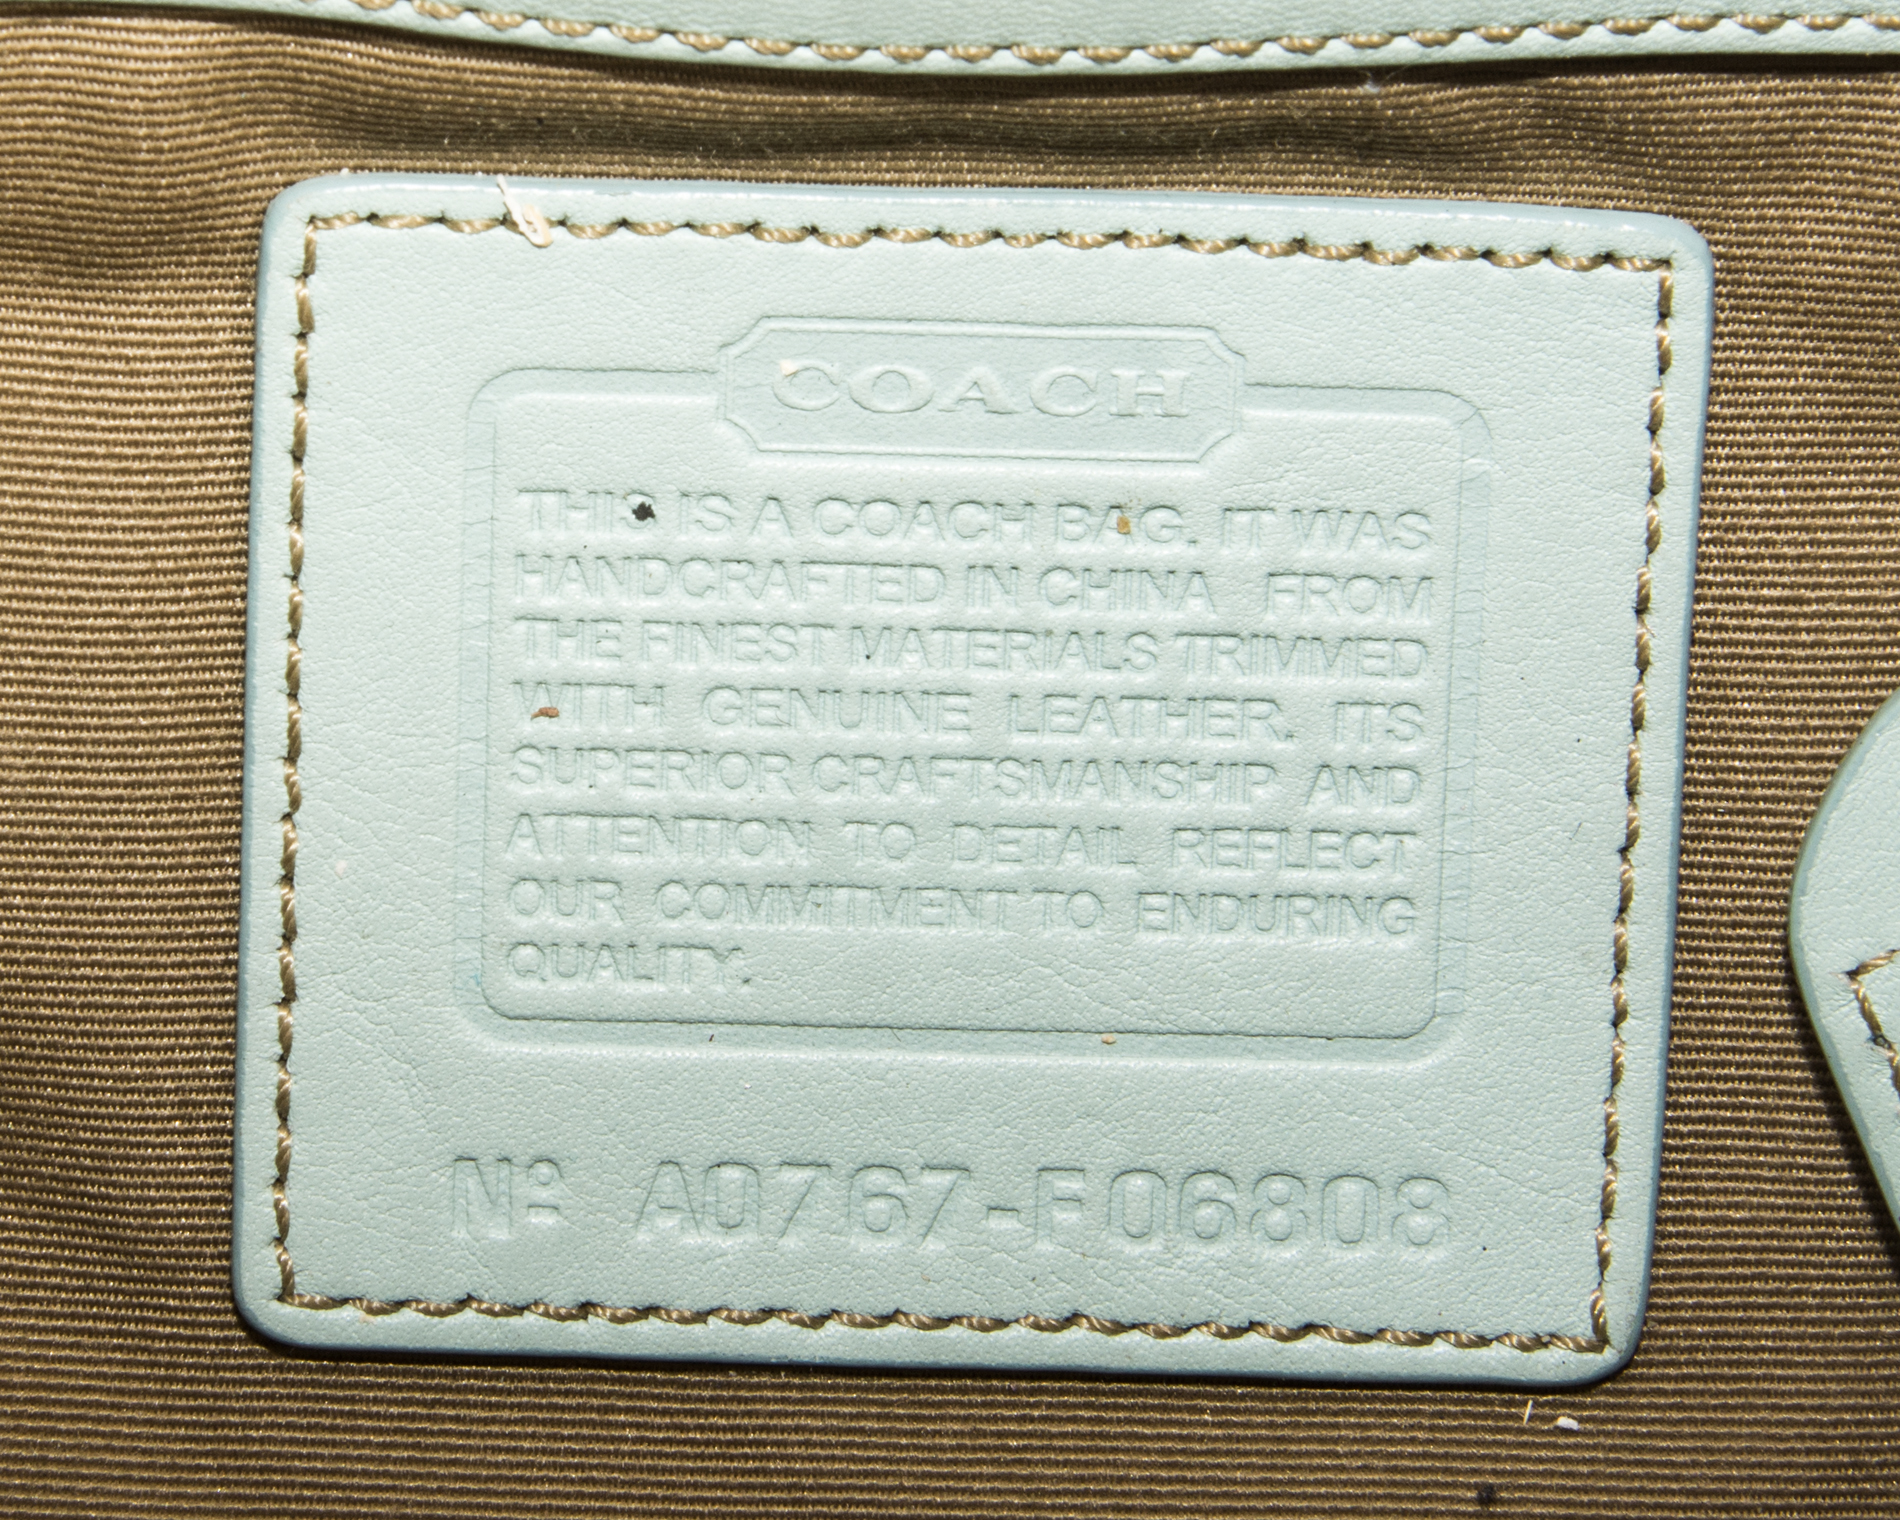 COACH
THIS IS A COACH BAG. IT WAS
HANDCRAFTED IN CHINA FROM
THE FINEST MATERIALS TRIMMED
WITH GENUINE LEATHER. ITS
SUPERIOR CRAFTSMANSHIP AND
ATTENTION TO DETAIL REFLECT
OUR COMMITMENT TO ENDURING
QUALITY.
Nº A0767-F06808